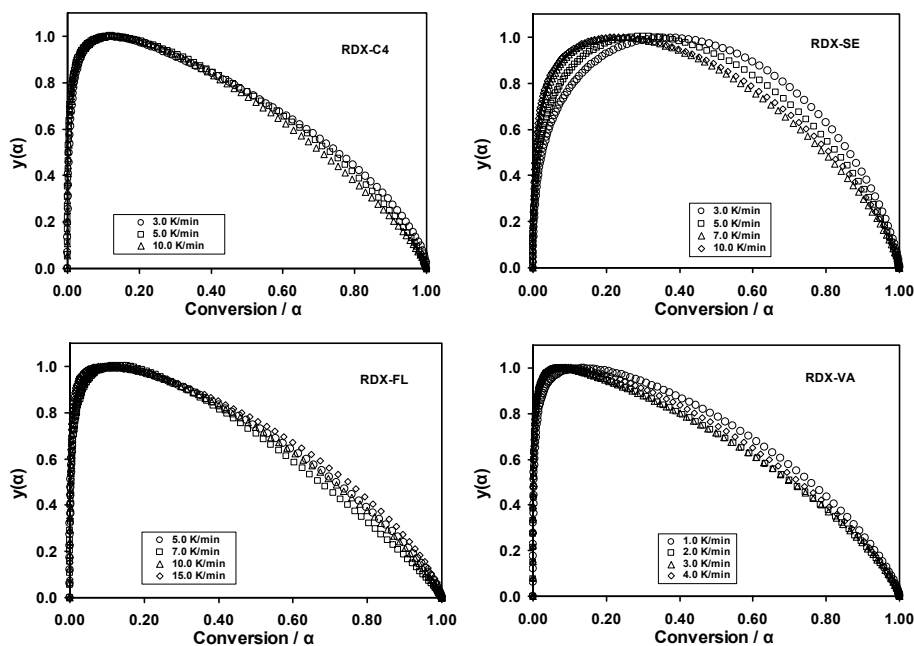 RDX-C4
1.0
0.8
0.6
0.4
0.2
0.0
y(α)
○ 3.0 K/min
□ 5.0 K/min
△ 10.0 K/min
0.00 0.20 0.40 0.60 0.80 1.00
Conversion / α
RDX-SE
1.0
0.8
0.6
0.4
0.2
0.0
y(α)
○ 3.0 K/min
□ 5.0 K/min
△ 7.0 K/min
◇ 10.0 K/min
0.00 0.20 0.40 0.60 0.80 1.00
Conversion / α
RDX-FL
1.0
0.8
0.6
0.4
0.2
0.0
y(α)
○ 5.0 K/min
□ 7.0 K/min
△ 10.0 K/min
◇ 15.0 K/min
0.00 0.20 0.40 0.60 0.80 1.00
Conversion / α
RDX-VA
1.0
0.8
0.6
0.4
0.2
0.0
y(α)
○ 1.0 K/min
□ 2.0 K/min
△ 3.0 K/min
◇ 4.0 K/min
0.00 0.20 0.40 0.60 0.80 1.00
Conversion / α